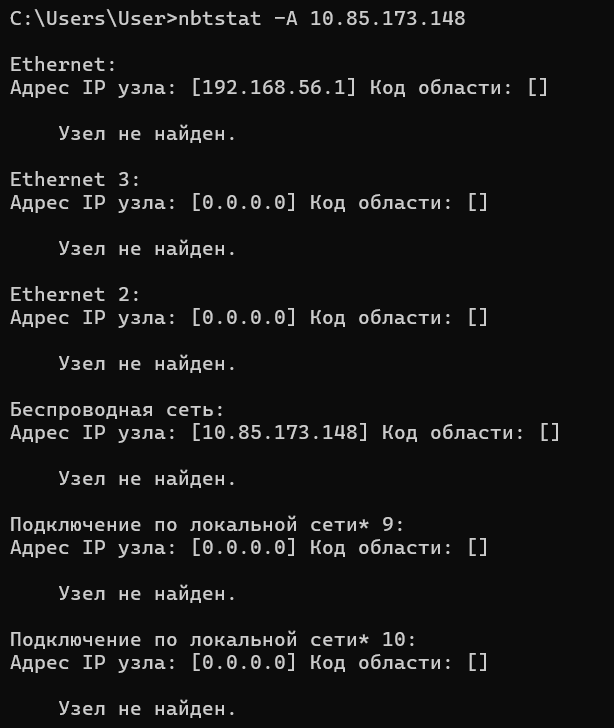 C:\Users\User>nbtstat -A 10.85.173.148
Ethernet:
Адрес IP узла: [192.168.56.1] Код области: []
Узел не найден.
Ethernet 3:
Адрес IP узла: [0.0.0.0] Код области: []
Узел не найден.
Ethernet 2:
Адрес IP узла: [0.0.0.0] Код области: []
Узел не найден.
Беспроводная сеть:
Адрес IP узла: [10.85.173.148] Код области: []
Узел не найден.
Подключение по локальной сети* 9:
Адрес IP узла: [0.0.0.0] Код области: []
Узел не найден.
Подключение по локальной сети* 10:
Адрес IP узла: [0.0.0.0] Код области: []
Узел не найден.